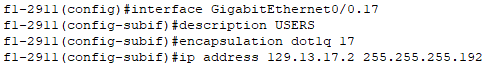 f1-2911(config)#interface GigabitEthernet0/0.17
f1-2911(config-subif)#description USERS
f1-2911(config-subif)#encapsulation dot1q 17
f1-2911(config-subif)#ip address 129.13.17.2 255.255.255.192